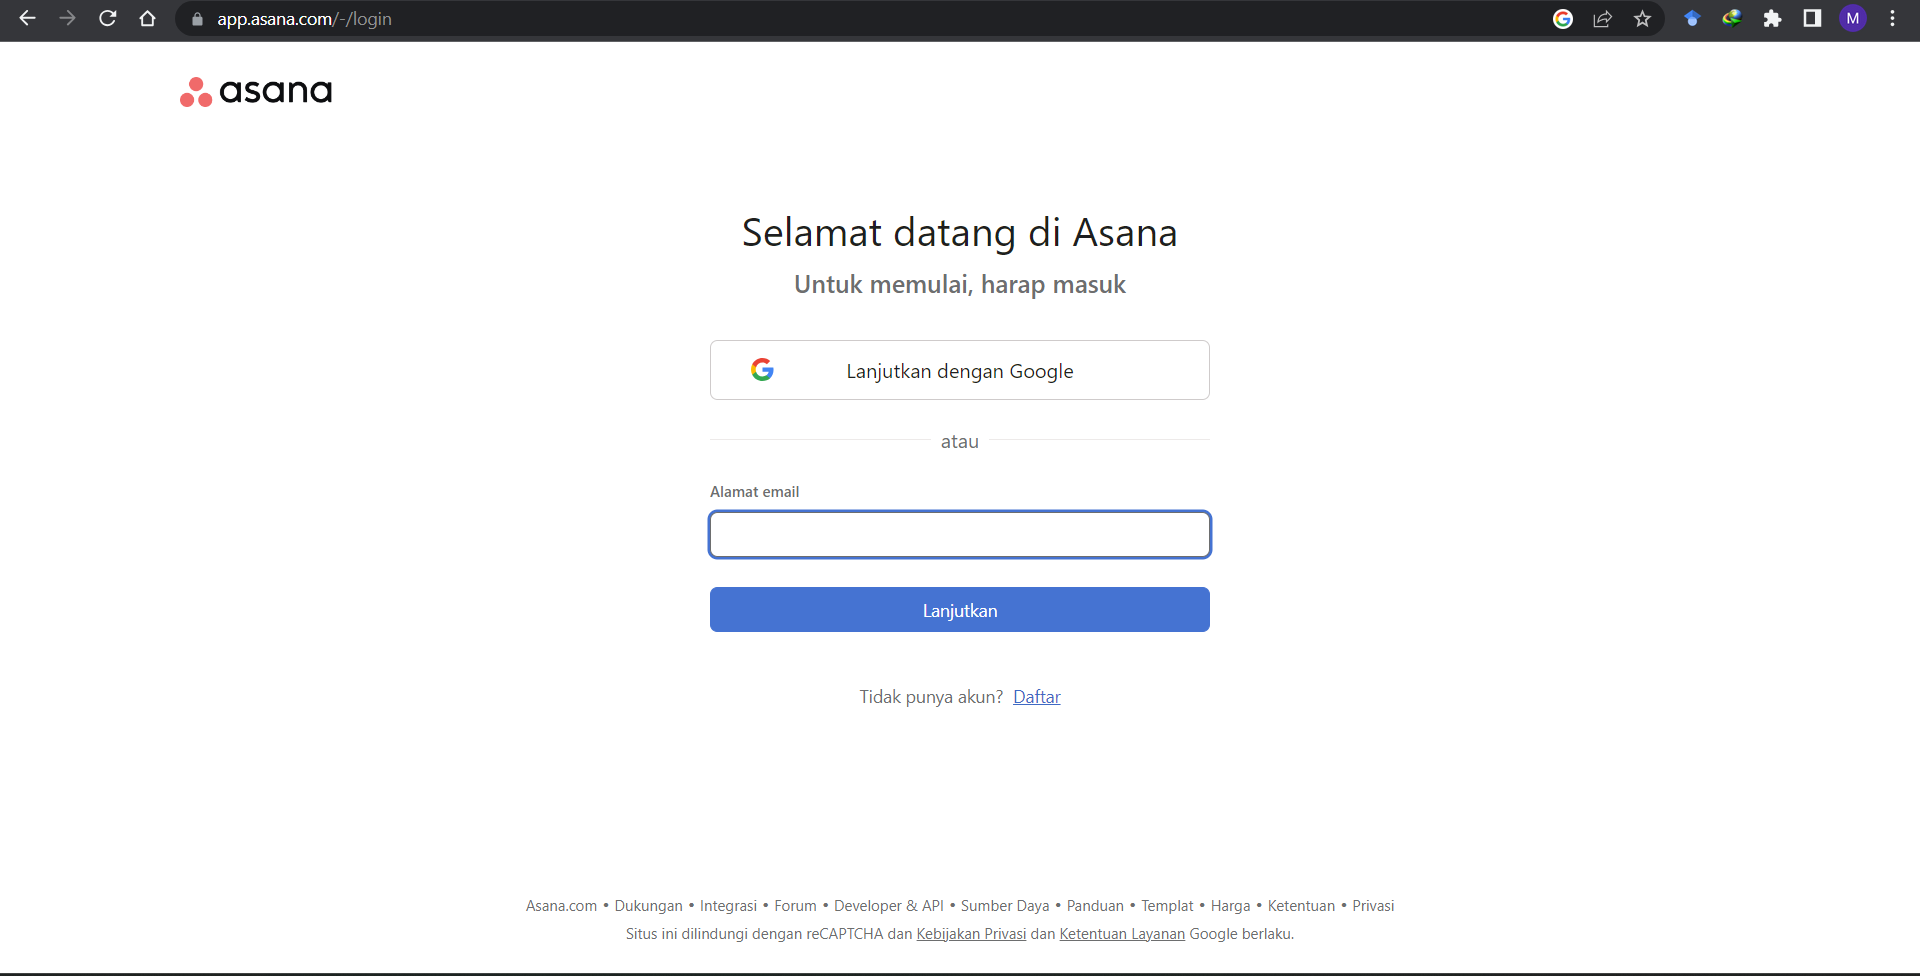 app.asana.com/-/login
M
asana
Selamat datang di Asana
Untuk memulai, harap masuk
Lanjutkan dengan Google
atau
Alamat email
Lanjutkan
Tidak punya akun? Daftar
Asana.com • Dukungan • Integrasi • Forum • Developer & API • Sumber Daya • Panduan • Templat • Harga • Ketentuan • Privasi
Situs ini dilindungi dengan reCAPTCHA dan Kebijakan Privasi dan Ketentuan Layanan Google berlaku.